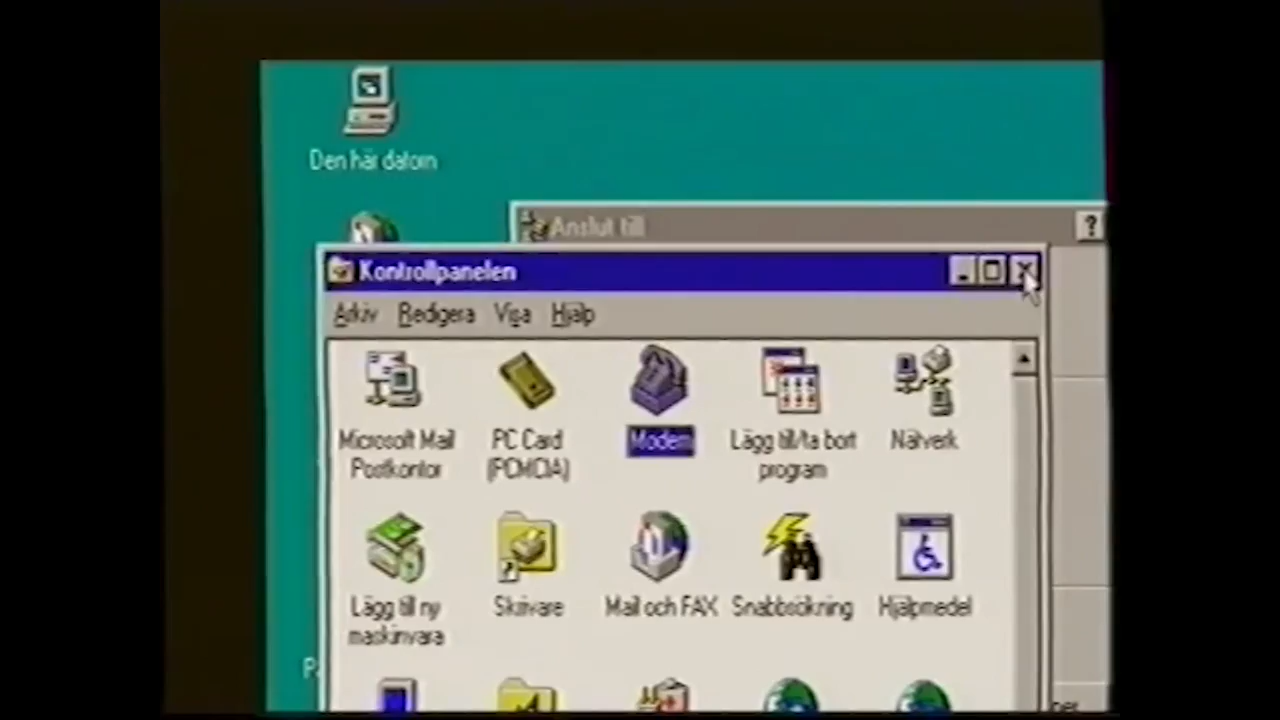 Den här datorn
Anslut till
?
Kontrollpanelen
Arkiv Redigera Visa Hjälp
Microsoft Mail Postkontor
PC Card (PCMCIA)
Modem
Lägg till/ta bort program
Nätverk
Lägg till ny maskinvara
Skrivare
Mail och FAX
Snabbsökning
Hjälpmedel